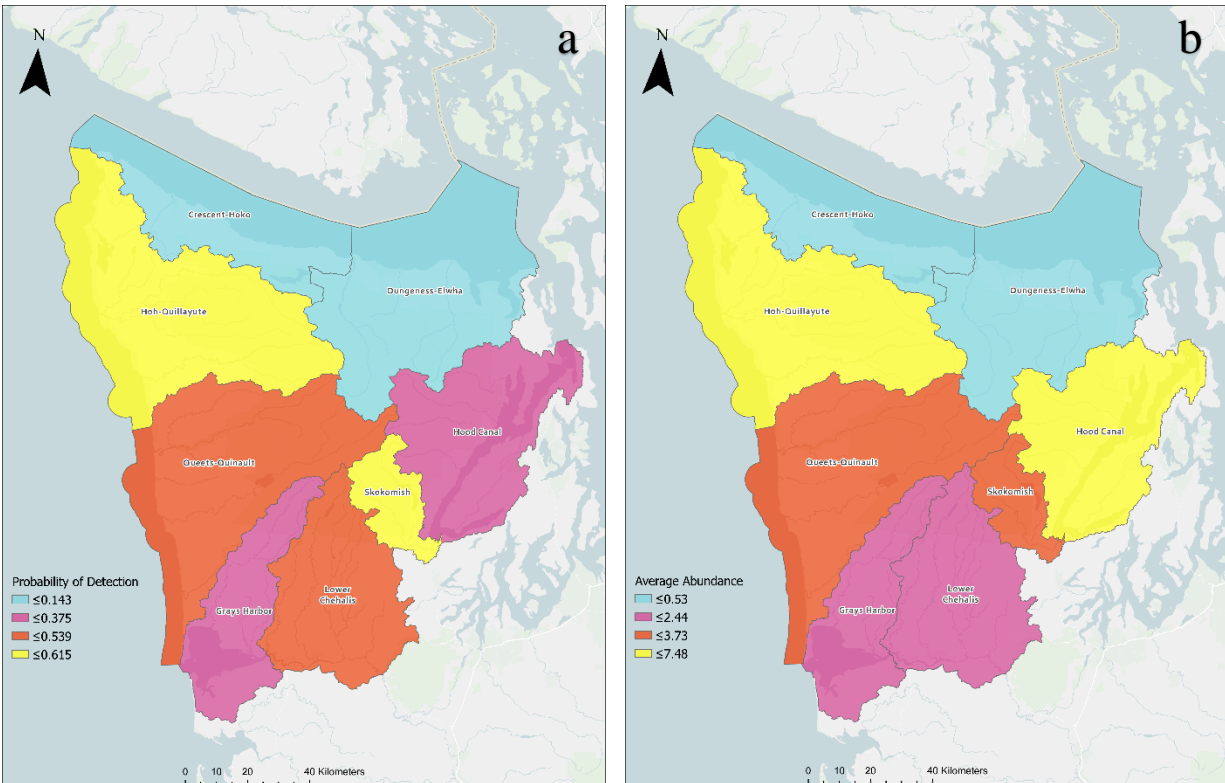 N
a
Crescent-Hoko
Dungeness-Elwha
Hoh-Quillayute
Hood Canal
Queets-Quinault
Skokomish
Lower
Chehalis
Grays Harbor
Probability of Detection
≤0.143
≤0.375
≤0.539
≤0.615
0 10 20 40 Kilometers
N
b
Crescent-Hoko
Dungeness-Elwha
Hoh-Quillayute
Hood Canal
Queets-Quinault
Skokomish
Lower
Chehalis
Grays Harbor
Average Abundance
≤0.53
≤2.44
≤3.73
≤7.48
0 10 20 40 Kilometers